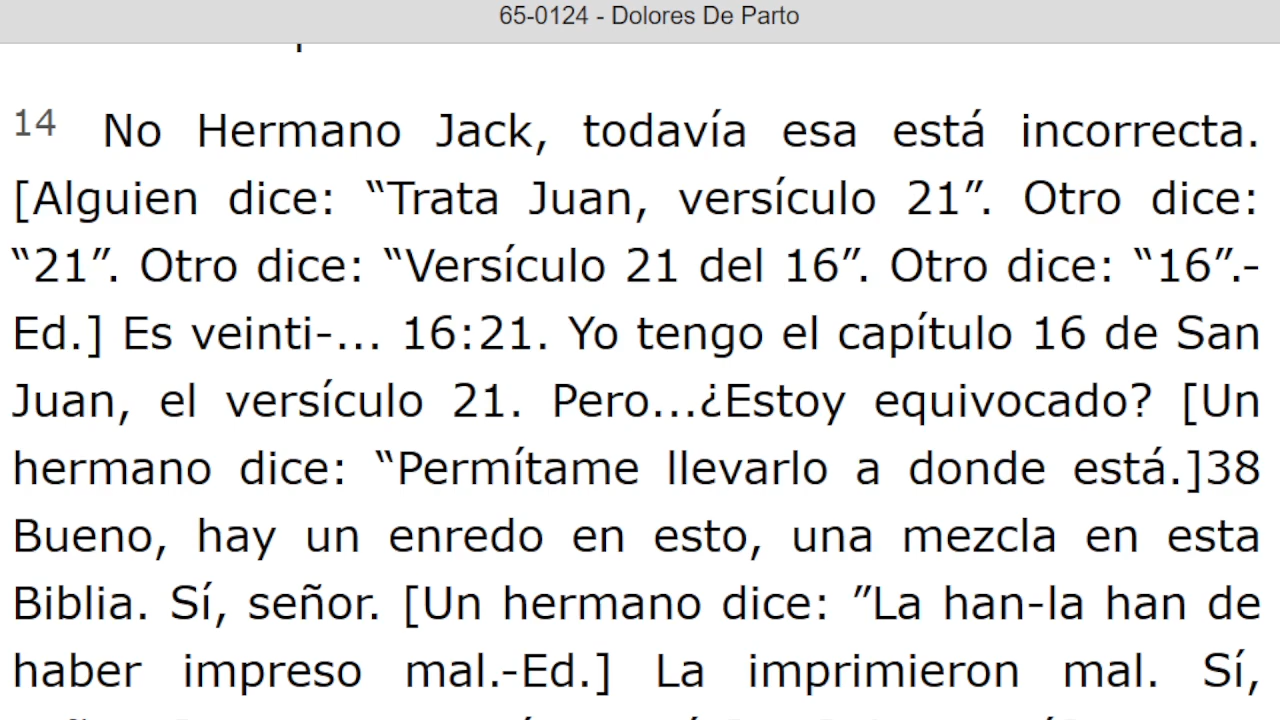 65-0124 - Dolores De Parto
14 No Hermano Jack, todavía esa está incorrecta.
[Alguien dice: “Trata Juan, versículo 21”. Otro dice:
“21”. Otro dice: “Versículo 21 del 16”. Otro dice: “16”.-
Ed.] Es veinti-... 16:21. Yo tengo el capítulo 16 de San
Juan, el versículo 21. Pero...¿Estoy equivocado? [Un
hermano dice: “Permítame llevarlo a donde está.]38
Bueno, hay un enredo en esto, una mezcla en esta
Biblia. Sí, señor. [Un hermano dice: ”La han-la han de
haber impreso mal.-Ed.] La imprimieron mal. Sí,